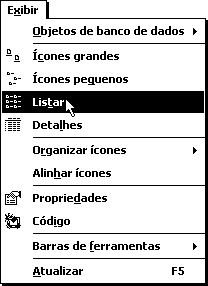 Exibir
Objetos de banco de dados
Ícones grandes
Ícones pequenos
Listar
Detalhes
Organizar ícones
Alinhar ícones
Propriedades
Código
Barras de ferramentas
Atualizar F5